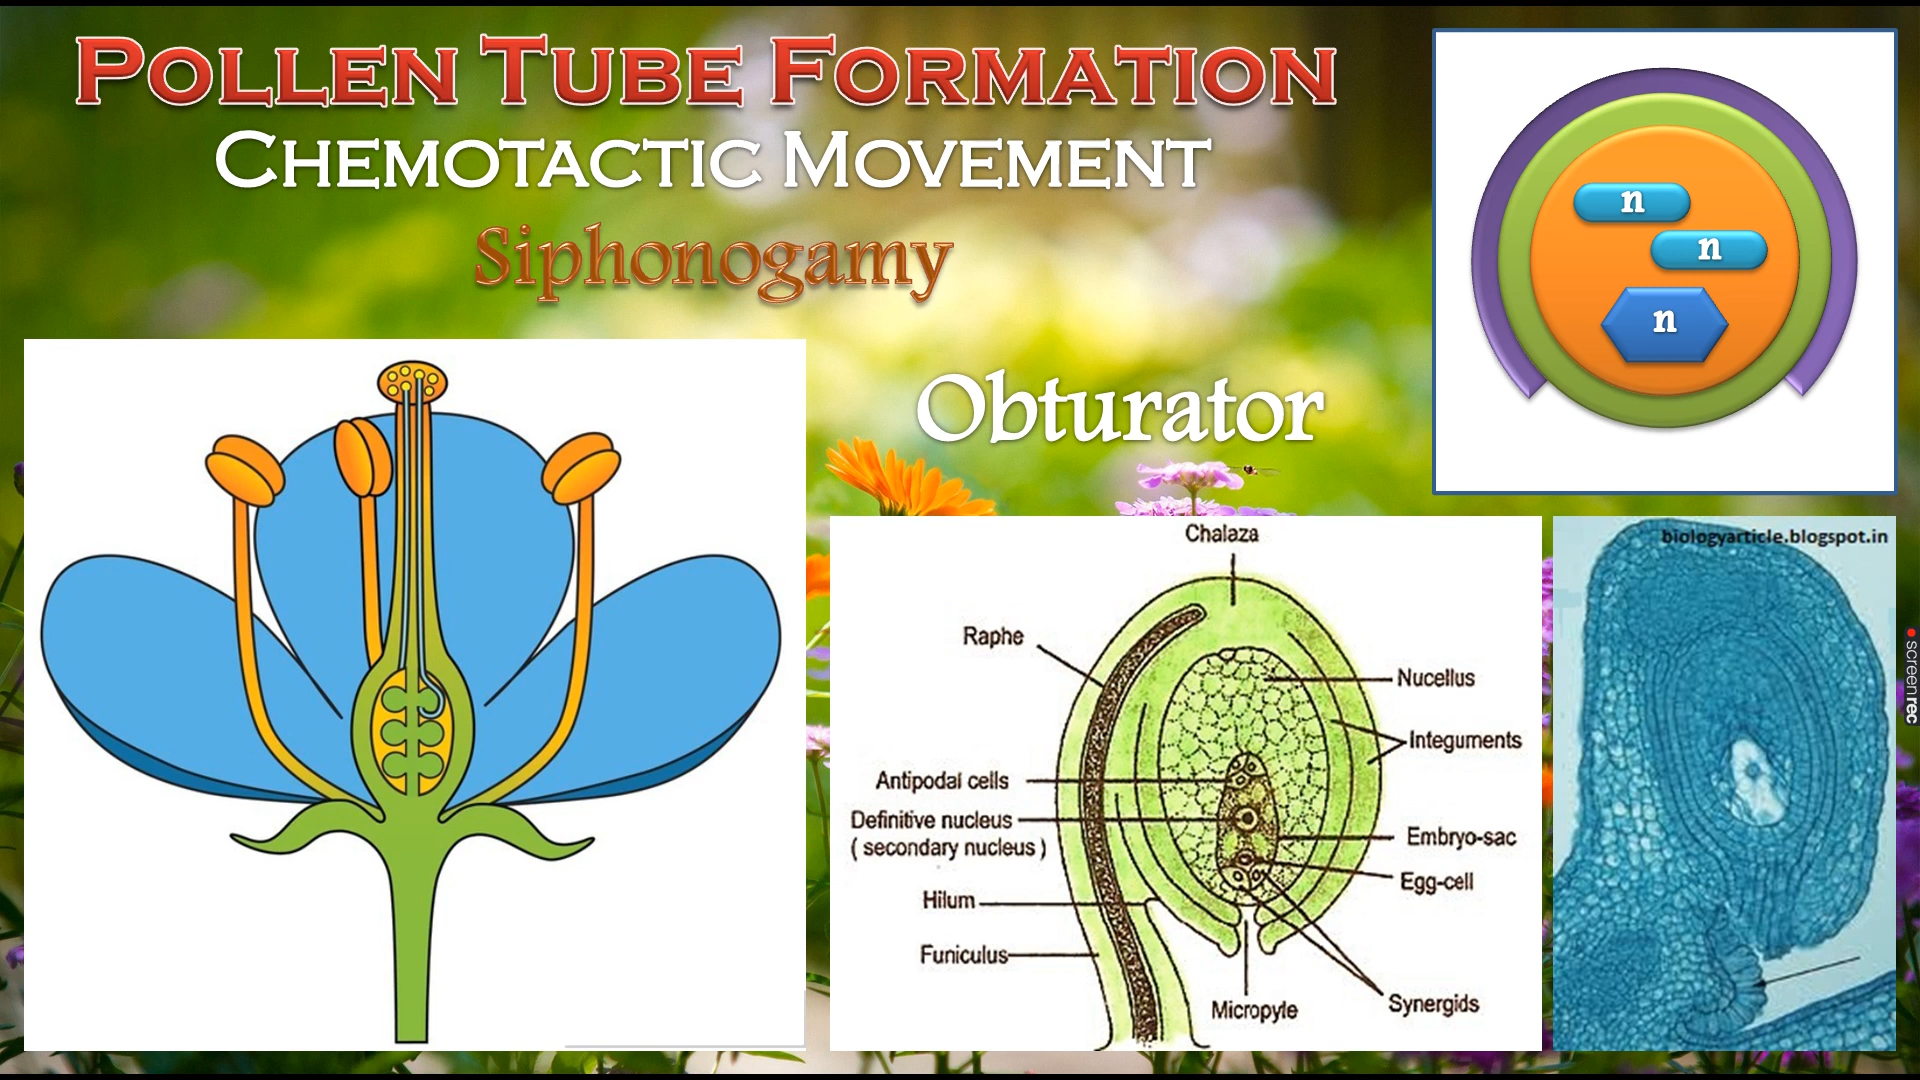 POLLEN TUBE FORMATION
CHEMOTACTIC MOVEMENT
Siphonogamy
n
n
n
Obturator
Chalaza
Raphe
Nucellus
Integuments
Antipodal cells
Definitive nucleus
( secondary nucleus )
Embryo-sac
Egg-cell
Hilum
Funiculus
Synergids
Micropyle
biologyarticle.blogspot.in
screenrec